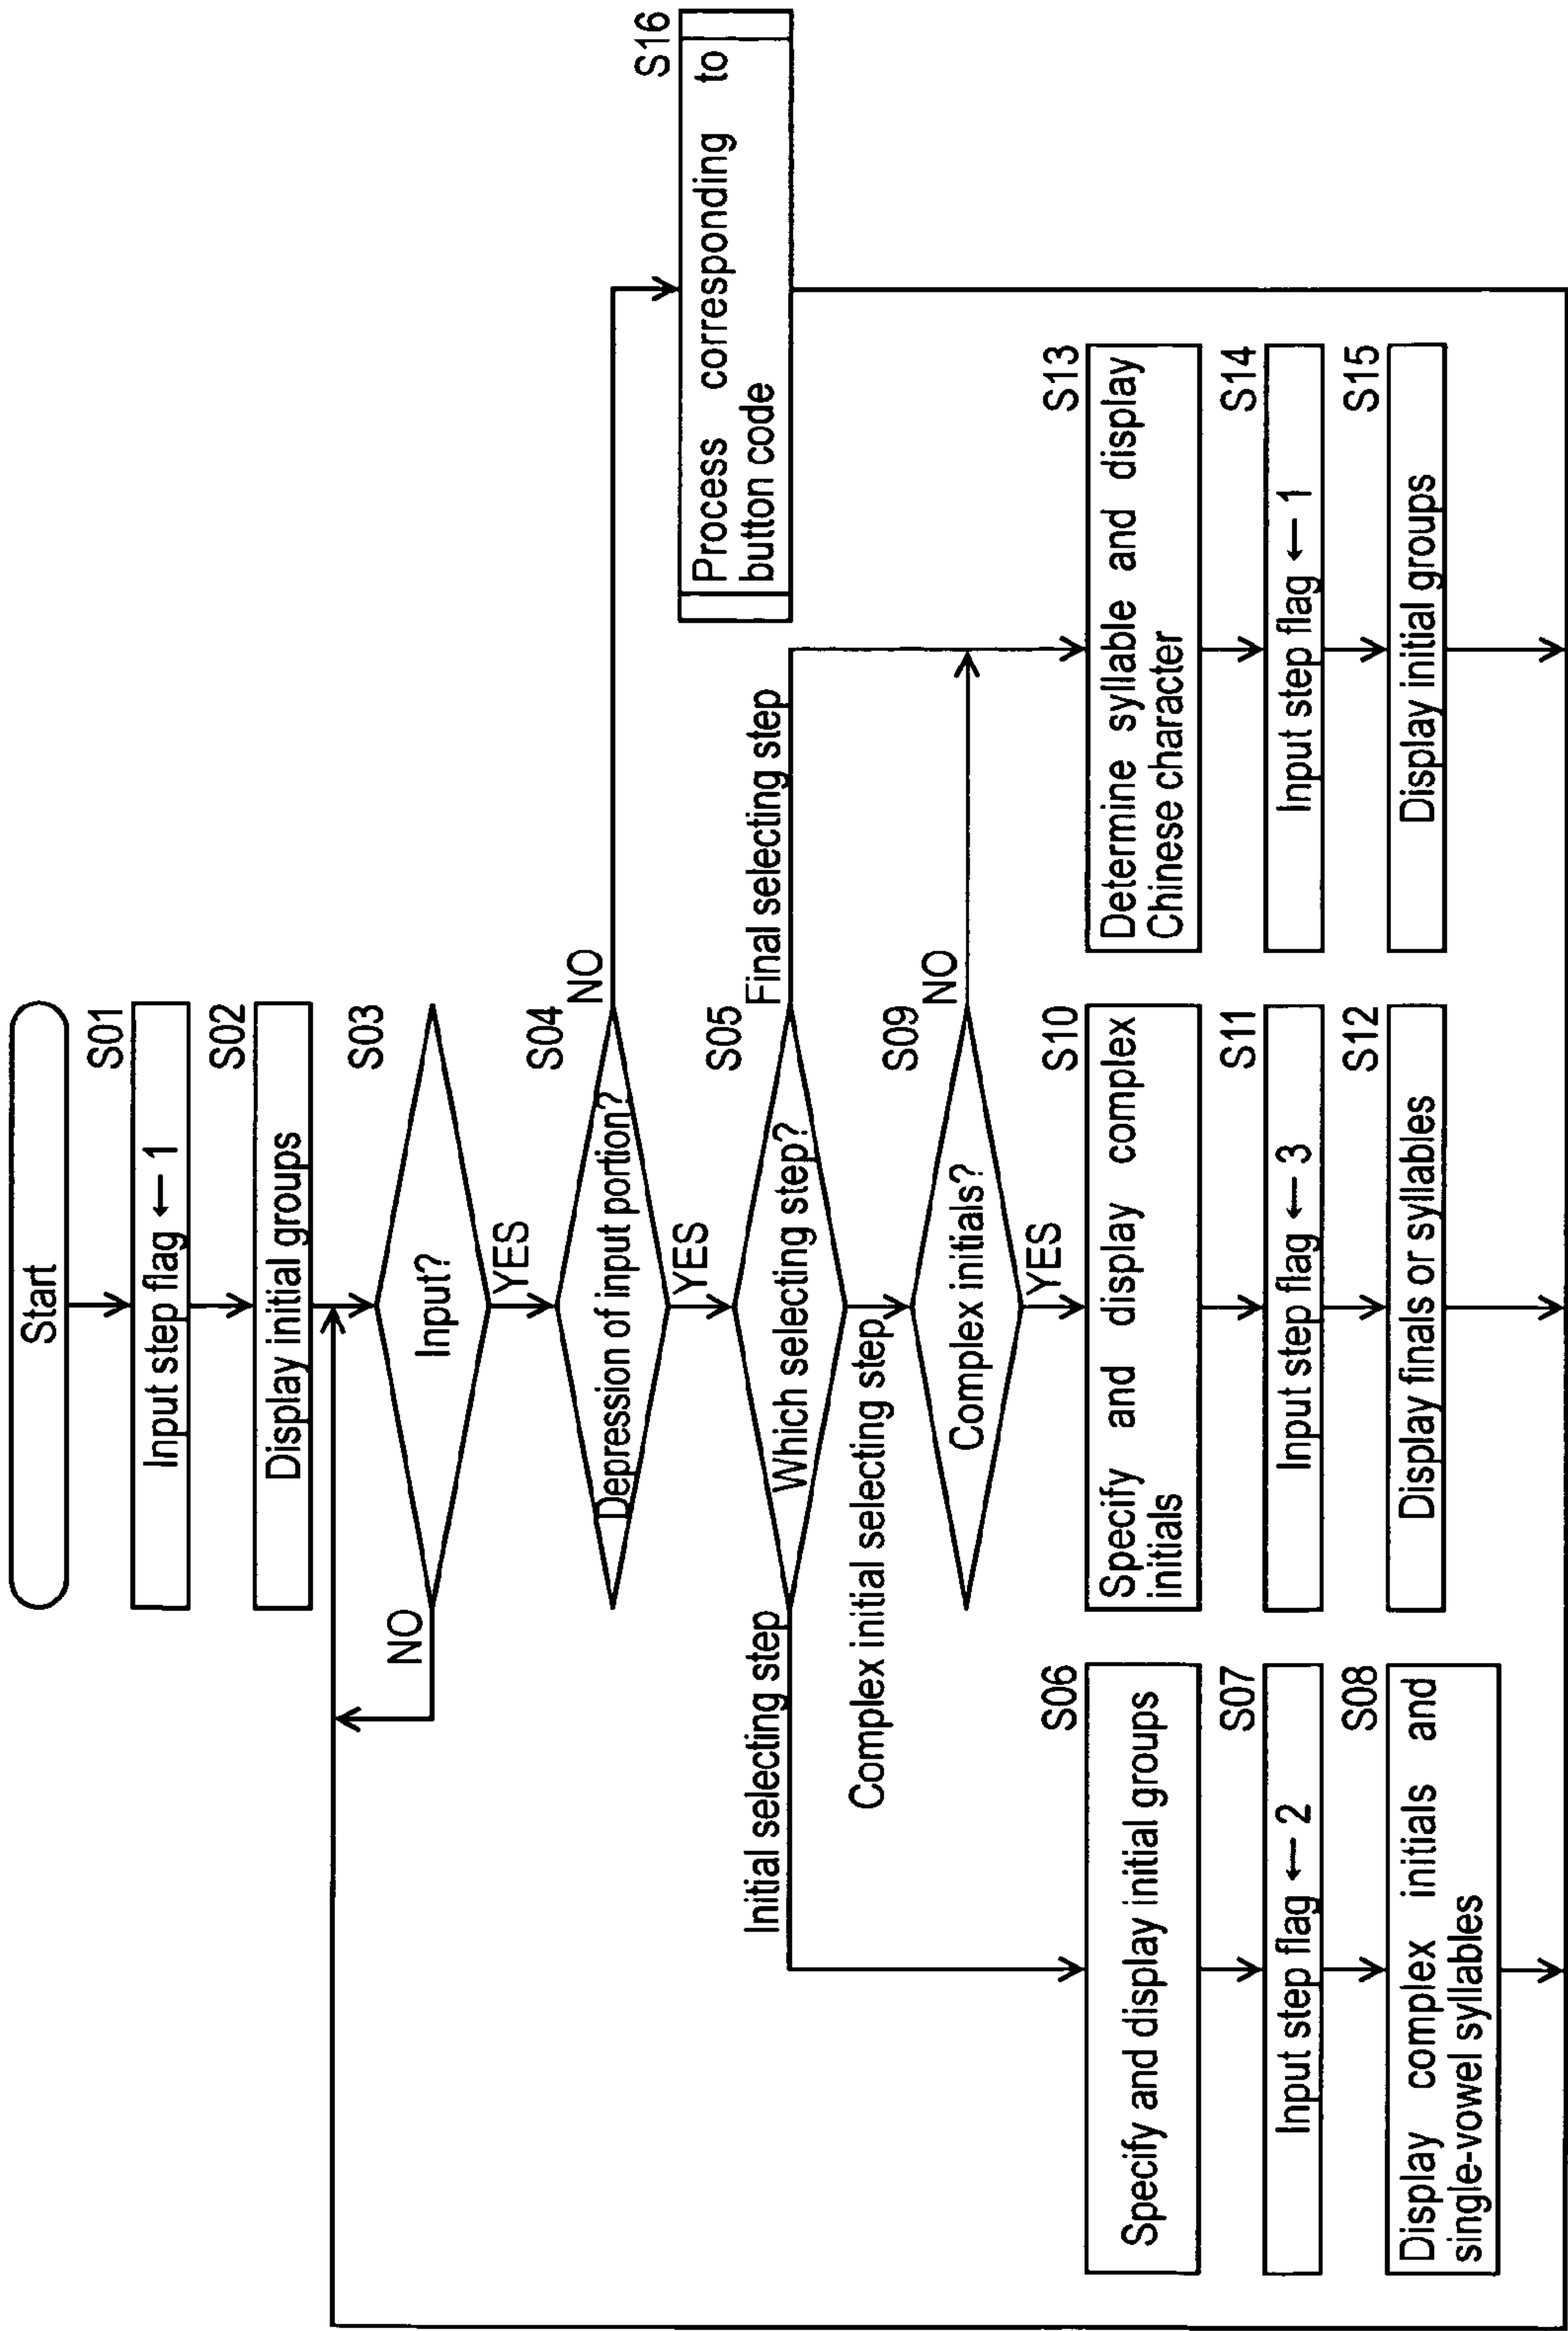 Start
S01
Input step flag ← 1
S02
Display initial groups
S03
Input?
NO
YES
S04
Depression of input portion?
NO
YES
S16
Process corresponding to
button code
S05
Which selecting step?
Initial selecting step
Complex initial selecting step
Final selecting step
S09
Complex initials?
NO
YES
S06
Specify and display initial groups
S07
Input step flag ← 2
S08
Display complex initials and
single-vowel syllables
S10
Specify and display complex
initials
S11
Input step flag ← 3
S12
Display finals or syllables
S13
Determine syllable and display
Chinese character
S14
Input step flag ← 1
S15
Display initial groups